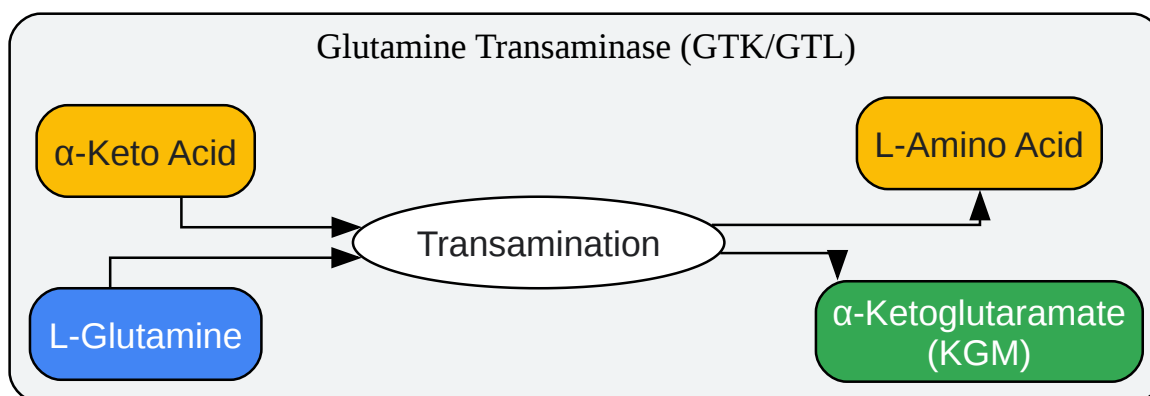 Glutamine Transaminase (GTK/GTL)
α-Keto Acid
L-Amino Acid
Transamination
L-Glutamine
α-Ketoglutaramate
(KGM)